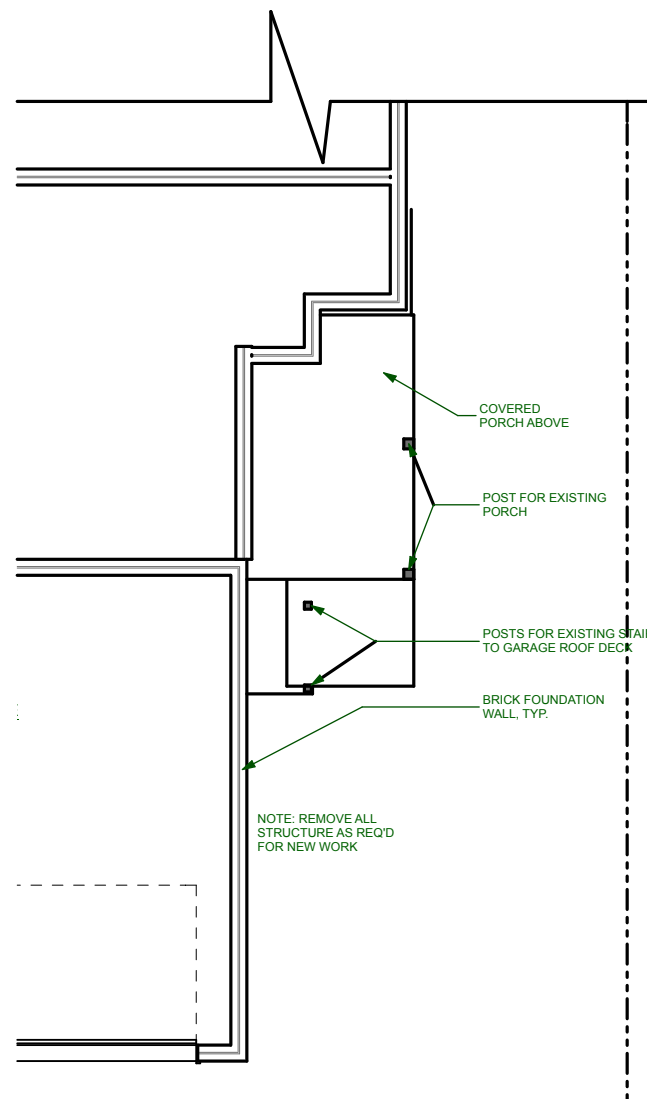 COVERED
PORCH ABOVE
POST FOR EXISTING
PORCH
POSTS FOR EXISTING STAI
TO GARAGE ROOF DECK
BRICK FOUNDATION
WALL, TYP.
NOTE: REMOVE ALL
STRUCTURE AS REQ'D
FOR NEW WORK